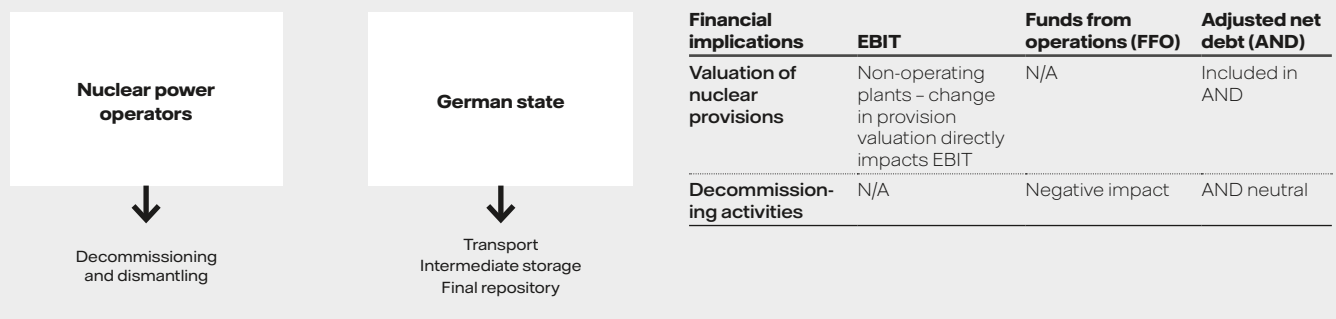 Nuclear power
operators
Decommissioning
and dismantling
German state
Transport
Intermediate storage
Final repository
Financial
implications
EBIT
Funds from
operations (FFO)
Adjusted net
debt (AND)
Valuation of
nuclear
provisions
Non-operating
plants – change
in provision
valuation directly
impacts EBIT
N/A
Included in
AND
Decommission-
ing activities
N/A
Negative impact
AND neutral